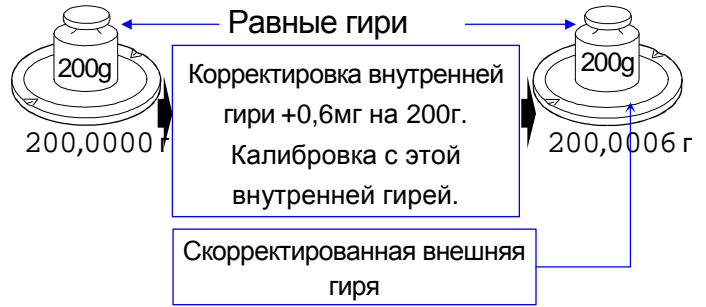 Равные гири
200g
200g
Корректировка внутренней
гири +0,6мг на 200г.
Калибровка с этой
внутренней гирей.
200,0000 г
200,0006 г
Скорректированная внешняя
гиря